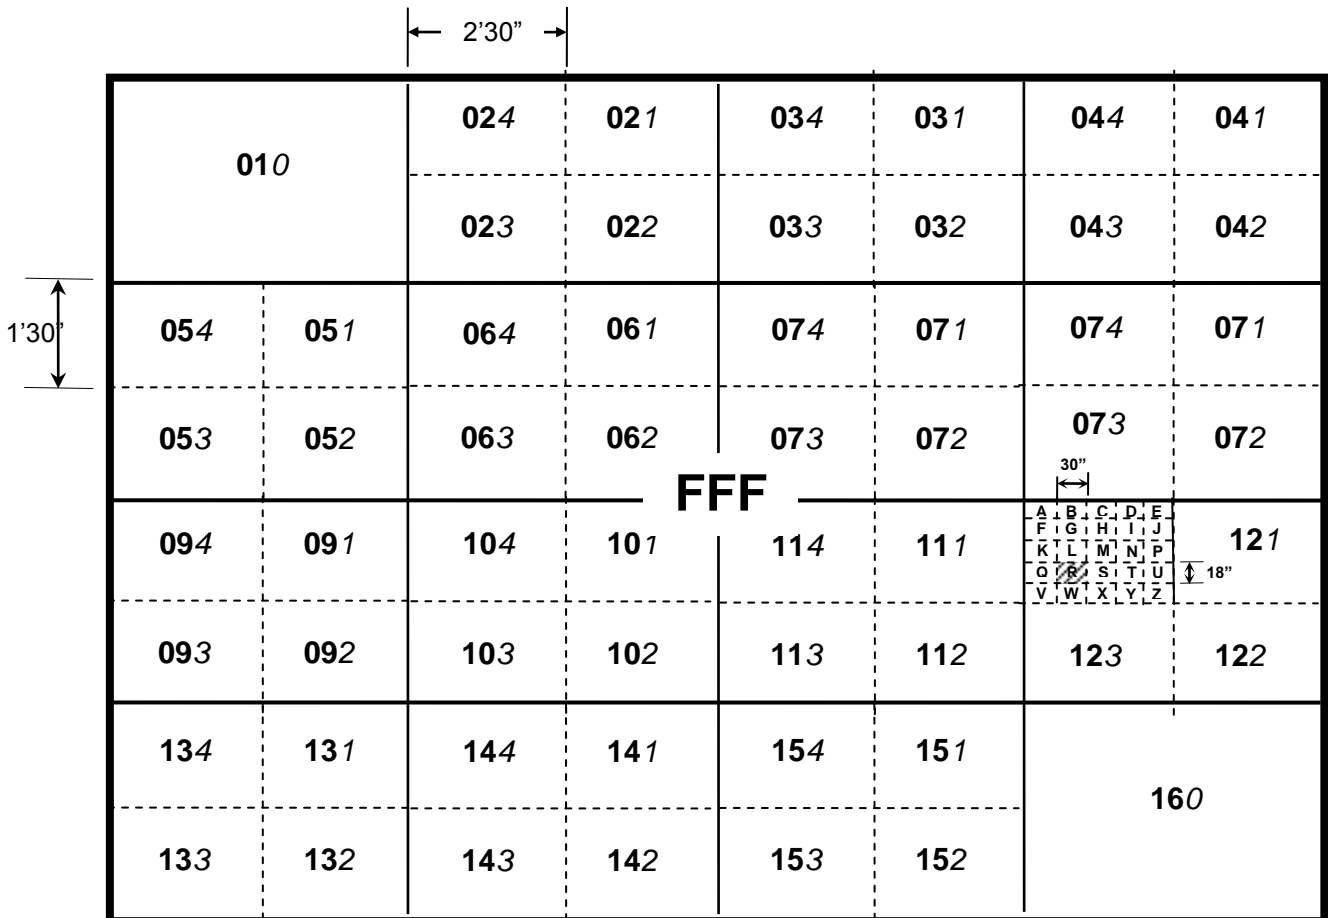 2'30”
024 021 034 031 044 041
010
023 022 033 032 043 042
1'30”
054 051 064 061 074 071 074 071
053 052 063 062 073 072 073 072
30”
FFF
A B C D E
F G H I J
094 091 104 101 114 111 121
K L M N P
Q R S T U 18”
V W X Y Z
093 092 103 102 113 112 123 122
134 131 144 141 154 151
160
133 132 143 142 153 152